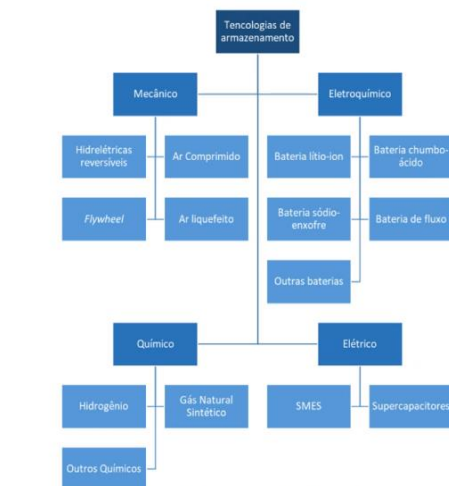 Tencologias de
armazenamento
Mecânico
Eletroquímico
Hidrelétricas
reversíveis
Ar Comprimido
Bateria lítio-ion
Bateria chumbo-
ácido
Flywheel
Ar liquefeito
Bateria sódio-
enxofre
Bateria de fluxo
Outras baterias
Químico
Elétrico
Hidrogênio
Gás Natural
Sintético
SMES
Supercapacitores
Outros Químicos